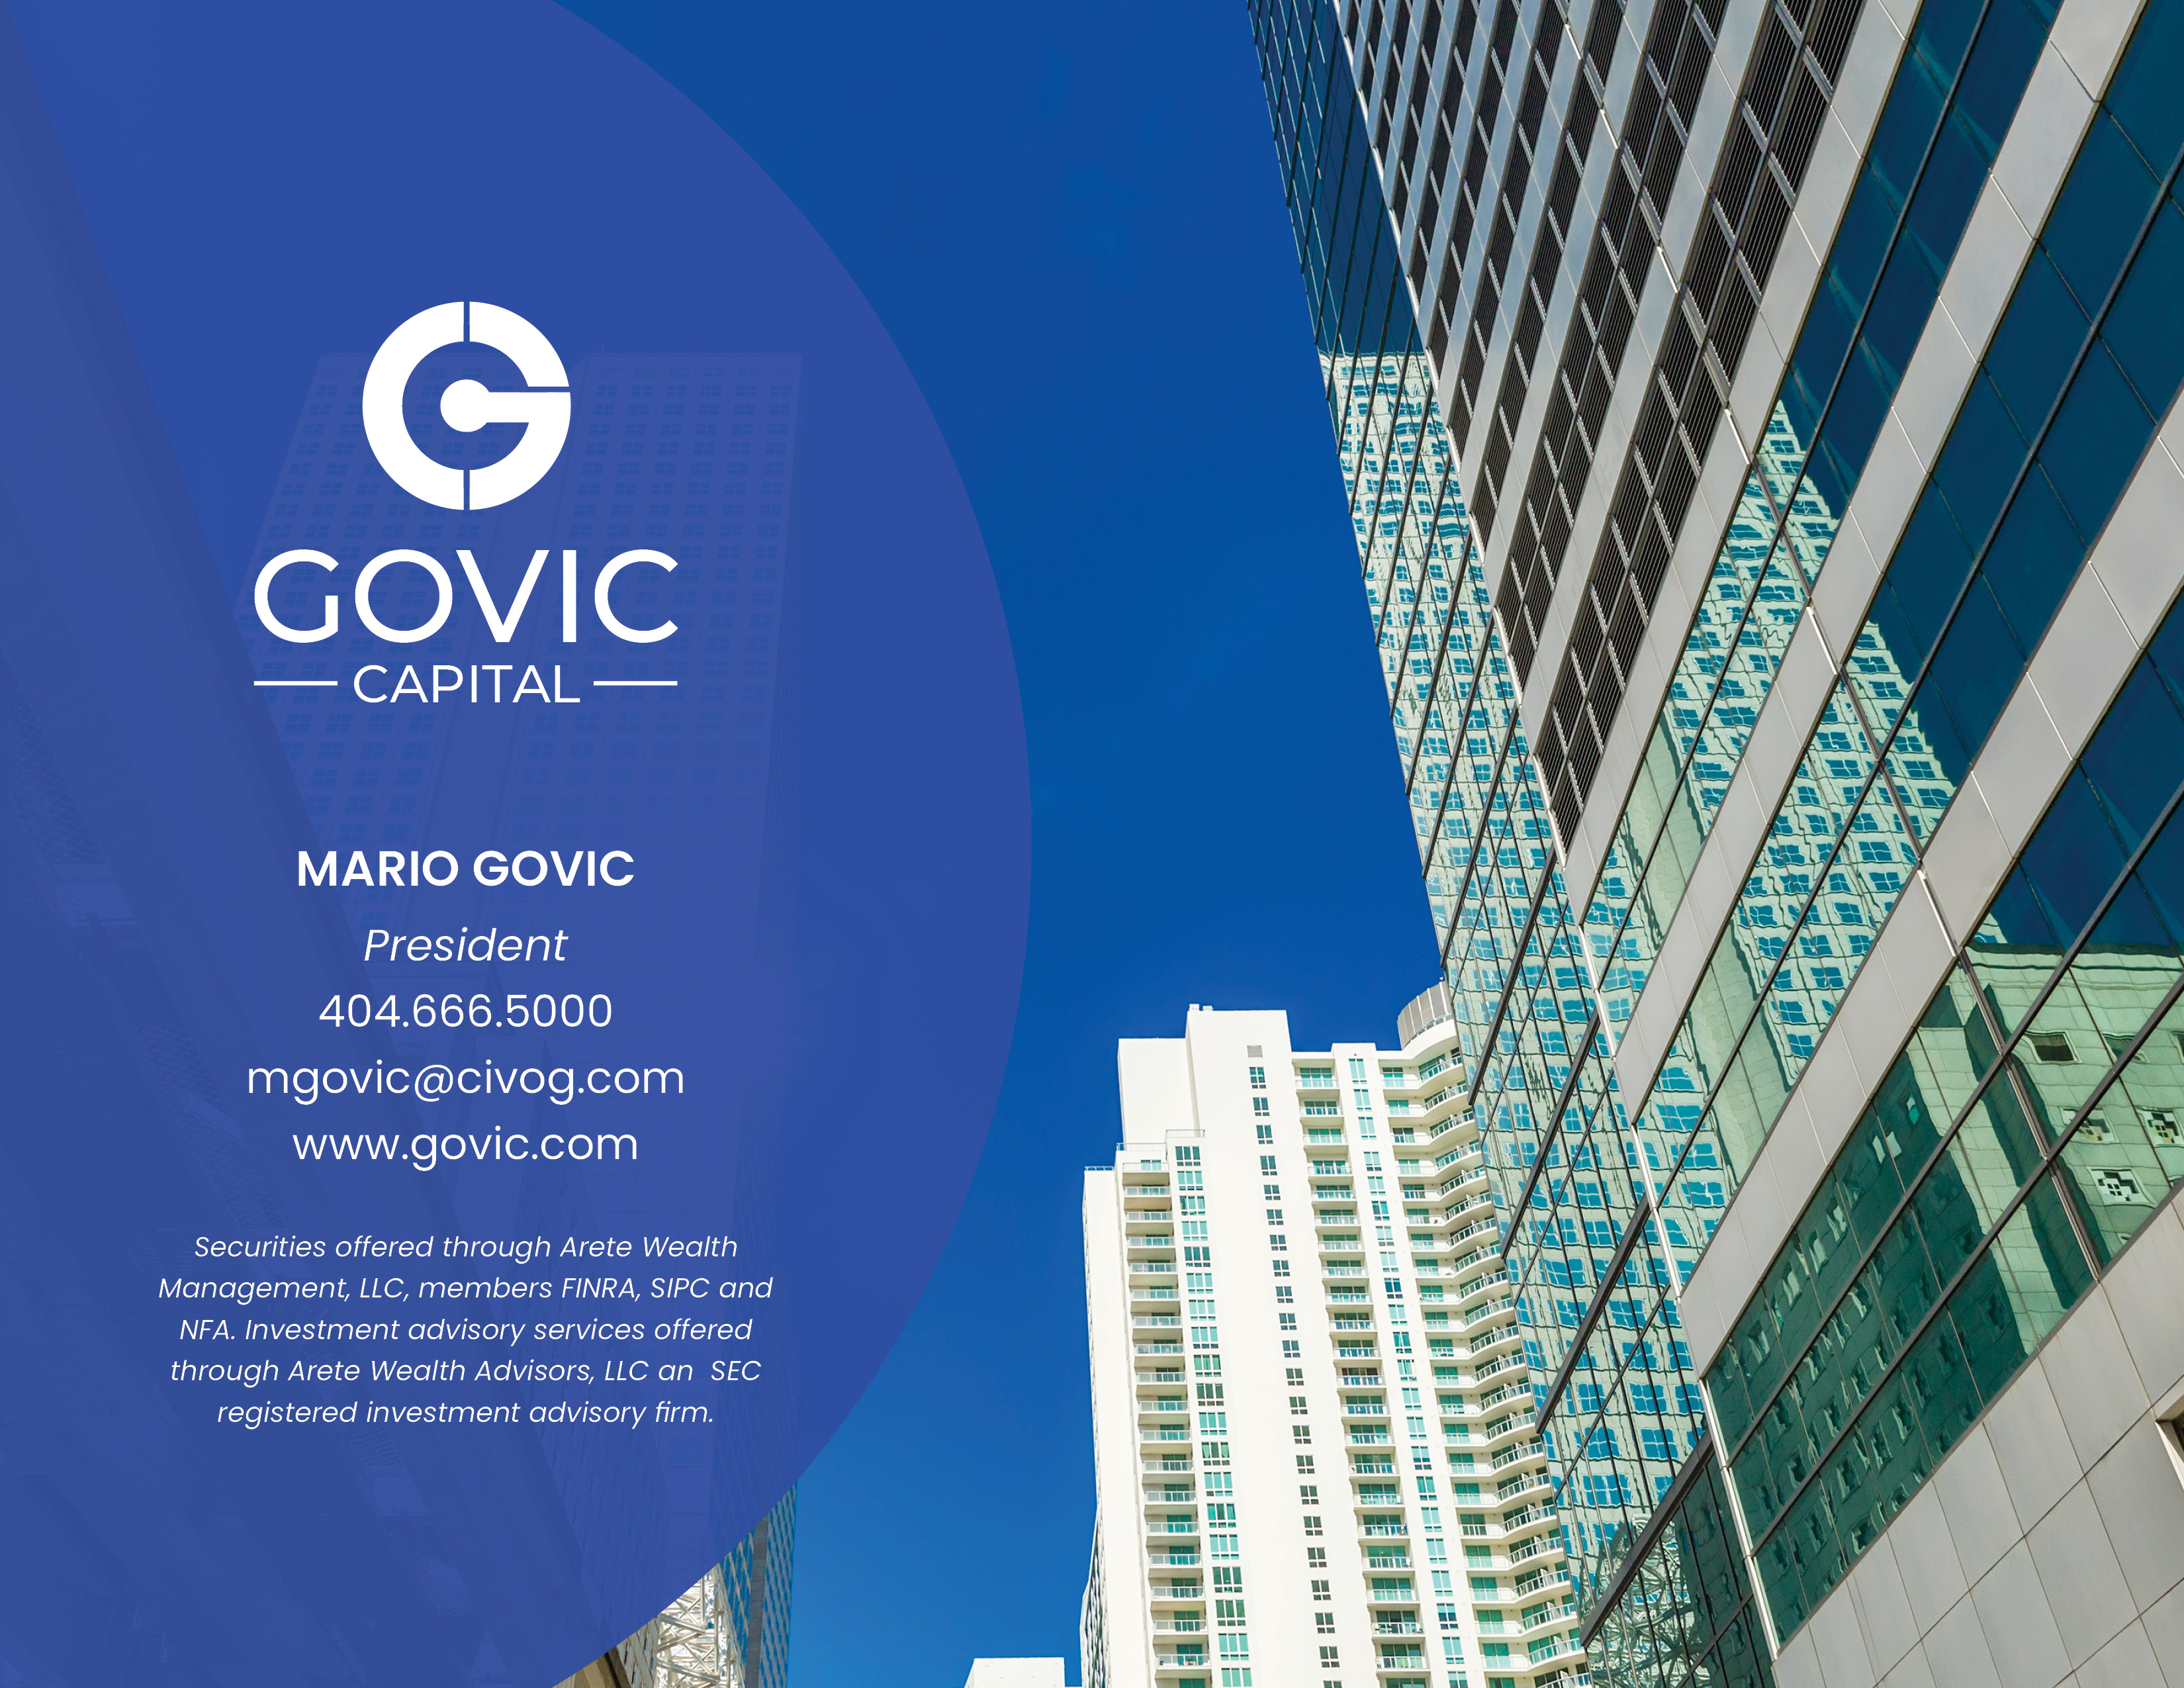 GOVIC
CAPITAL
MARIO GOVIC
President
404.666.5000
mgovic@civog.com
www.govic.com
Securities offered through Arete Wealth
Management, LLC, members FINRA, SIPC and
NFA. Investment advisory services offered
through Arete Wealth Advisors, LLC an  SEC
registered investment advisory firm.